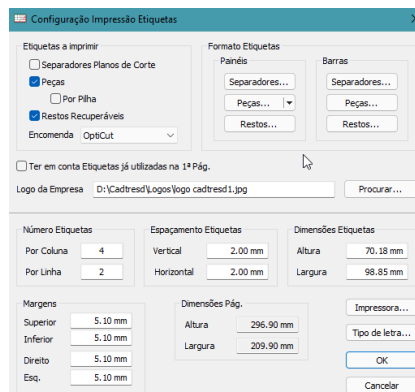 Configuração Impressão Etiquetas
Etiquetas a imprimir
Separadores Planos de Corte
Peças
Por Pilha
Restos Recuperáveis
Encomenda OptiCut
Formato Etiquetas
Painéis Barras
Separadores... Separadores...
Peças... Peças...
Restos... Restos...
Ter em conta Etiquetas já utilizadas na 1ª Pág.
Logo da Empresa D:\Cadtresd\Logos\logo cadtresd1.jpg Procurar...
Número Etiquetas Espaçamento Etiquetas Dimensões Etiquetas
Por Coluna 4 Vertical 2.00 mm Altura 70.18 mm
Por Linha 2 Horizontal 2.00 mm Largura 98.85 mm
Margens Dimensões Pág.
Superior 5.10 mm
Inferior 5.10 mm
Direito 5.10 mm
Esq. 5.10 mm
Altura 296.90 mm
Largura 209.90 mm
Impressora...
Tipo de letra...
OK
Cancelar